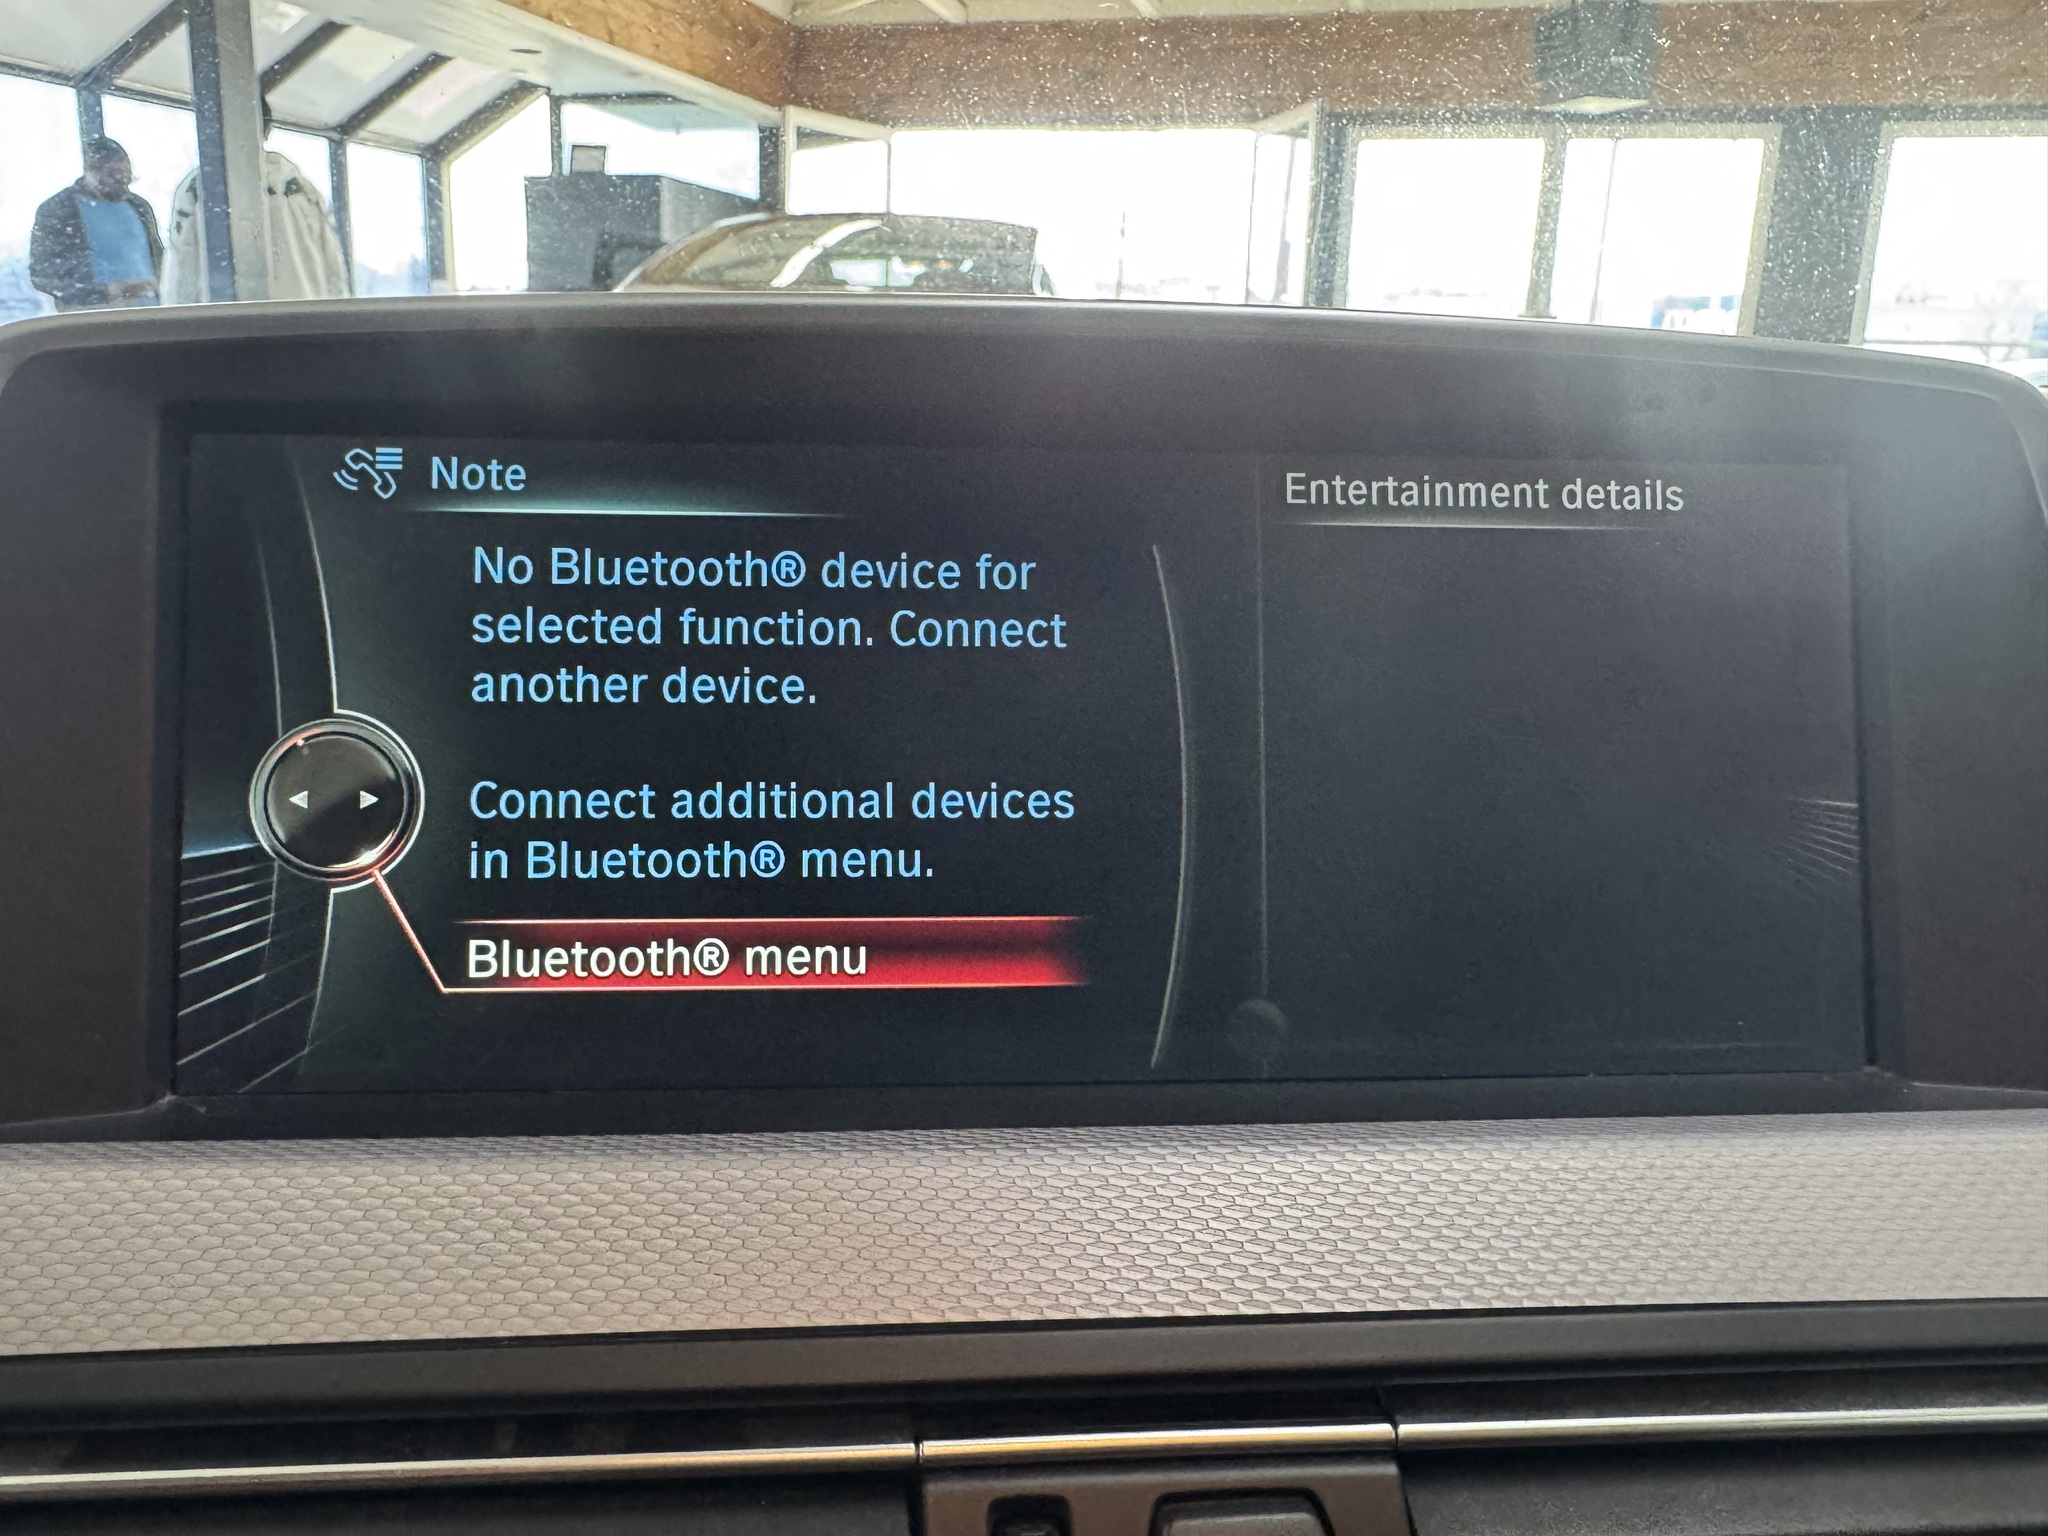 Note
No Bluetooth® device for
selected function. Connect
another device.
Connect additional devices
in Bluetooth® menu.
Bluetooth® menu
Entertainment details